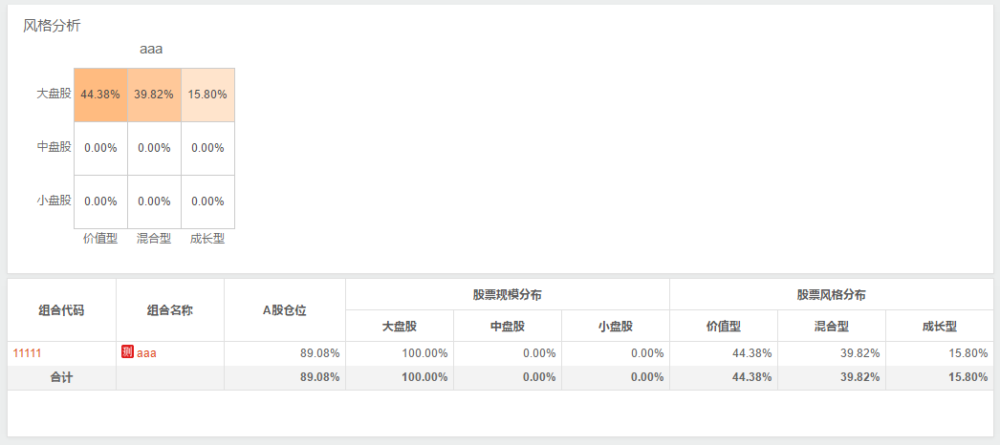 风格分析
aaa
大盘股 44.38% 39.82% 15.80%
中盘股 0.00% 0.00% 0.00%
小盘股 0.00% 0.00% 0.00%
价值型 混合型 成长型
组合代码 组合名称 A股仓位 股票规模分布 股票风格分布
大盘股 中盘股 小盘股 价值型 混合型 成长型
11111 测 aaa 89.08% 100.00% 0.00% 0.00% 44.38% 39.82% 15.80%
合计 89.08% 100.00% 0.00% 0.00% 44.38% 39.82% 15.80%